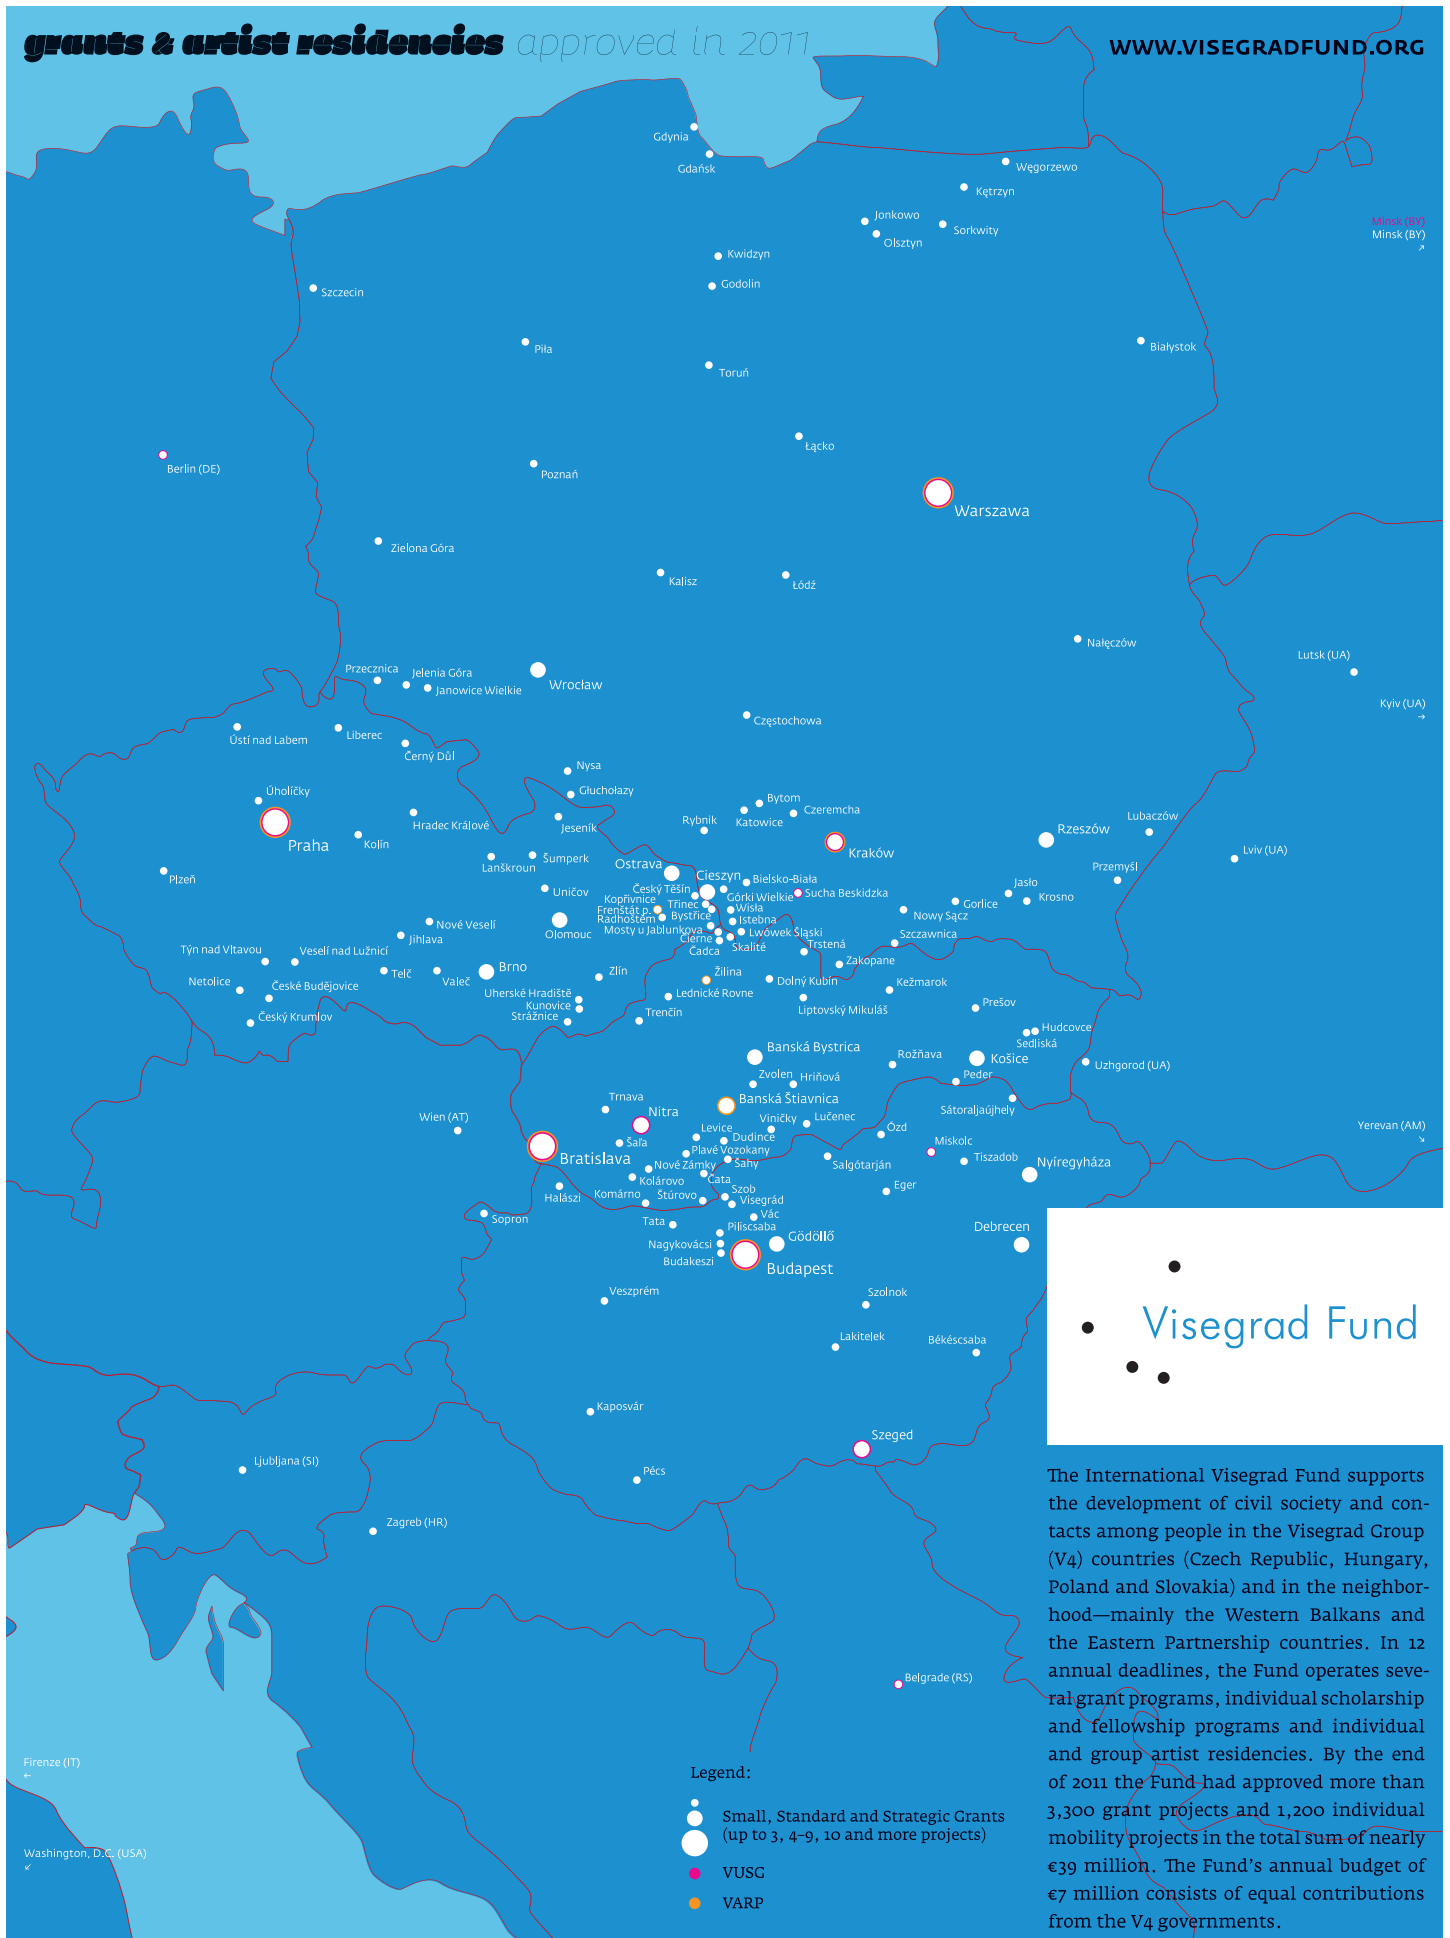 grants & artist residencies approved in 2011
WWW.VISEGRADFUND.ORG
Gdynia
Gdańsk
Węgorzewo
Kętrzyn
Jonkowo
Sorkwity
Olsztyn
Minsk (BY)
Minsk (BY)
↗
Kwidzyn
Godolin
Szczecin
Piła
Białystok
Toruń
Łącko
Berlin (DE)
Poznań
Warszawa
Zielona Góra
Kalisz
Łódź
Nałęczów
Lutsk (UA)
Przecznica
Jelenia Góra
Janowice Wielkie
Wrocław
Kyiv (UA)
→
Częstochowa
Ústí nad Labem
Liberec
Černý Důl
Nysa
Głuchołazy
Úholičky
Bytom
Czeremcha
Katowice
Rybnik
Hradec Králové
Jeseník
Lubaczów
Rzeszów
Praha
Kolín
Kraków
Lviv (UA)
Lanškroun
Šumperk
Ostrava
Cieszyn
Przemyśl
Plzeň
Bielsko-Biała
Jasło
Český Těšín
Uničov
Górki Wielkie
Sucha Beskidzka
Krosno
Kopřivnice
Třinec
Gorlice
Frenštát p.
Radhoštěm
Wisła
Nowy Sącz
Bystřice
Istebna
Nové Veselí
Mosty u Jablunkova
Lwówek Śląski
Szczawnica
Olomouc
Jihlava
Čierne
Skalité
Trstená
Čadca
Týn nad Vltavou
Veselí nad Lužnicí
Zakopane
Brno
Telč
Valeč
Zlín
Žilina
Dolný Kubín
Netolice
České Budějovice
Kežmarok
Uherské Hradiště
Lednické Rovne
Kunovice
Liptovský Mikuláš
Prešov
Strážnice
Trenčín
Český Krumlov
Hudcovce
Sedliská
Banská Bystrica
Rožňava
Košice
Uzhgorod (UA)
Zvolen
Hriňová
Peder
Trnava
Banská Štiavnica
Sátoraljaújhely
Nitra
Wien (AT)
Viničky
Lučenec
Yerevan (AM)
↘
Levice
Dudince
Ózd
Šaľa
Miskolc
Plavé Vozokany
Bratislava
Tiszadob
Nyíregyháza
Nové Zámky
Šahy
Salgótarján
Kolárovo
Cata
Eger
Halászi
Komárno
Štúrovo
Szob
Visegrád
Sopron
Vác
Tata
Piliscsaba
Debrecen
Nagykovácsi
Gödöllő
Budakeszi
Budapest
Veszprém
Szolnok
Visegrad Fund
Lakitelek
Békéscsaba
Kaposvár
Szeged
Ljubljana (SI)
Pécs
Zagreb (HR)
Belgrade (RS)
Firenze (IT)
←
Washington, D.C. (USA)
↙
The International Visegrad Fund supports
the development of civil society and con-
tacts among people in the Visegrad Group
(V4) countries (Czech Republic, Hungary,
Poland and Slovakia) and in the neighbor-
hood—mainly the Western Balkans and
the Eastern Partnership countries. In 12
annual deadlines, the Fund operates seve-
ral grant programs, individual scholarship
and fellowship programs and individual
and group artist residencies. By the end
of 2011 the Fund had approved more than
3,300 grant projects and 1,200 individual
mobility projects in the total sum of nearly
€39 million. The Fund's annual budget of
€7 million consists of equal contributions
from the V4 governments.
Legend:
Small, Standard and Strategic Grants
(up to 3, 4–9, 10 and more projects)
VUSG
VARP